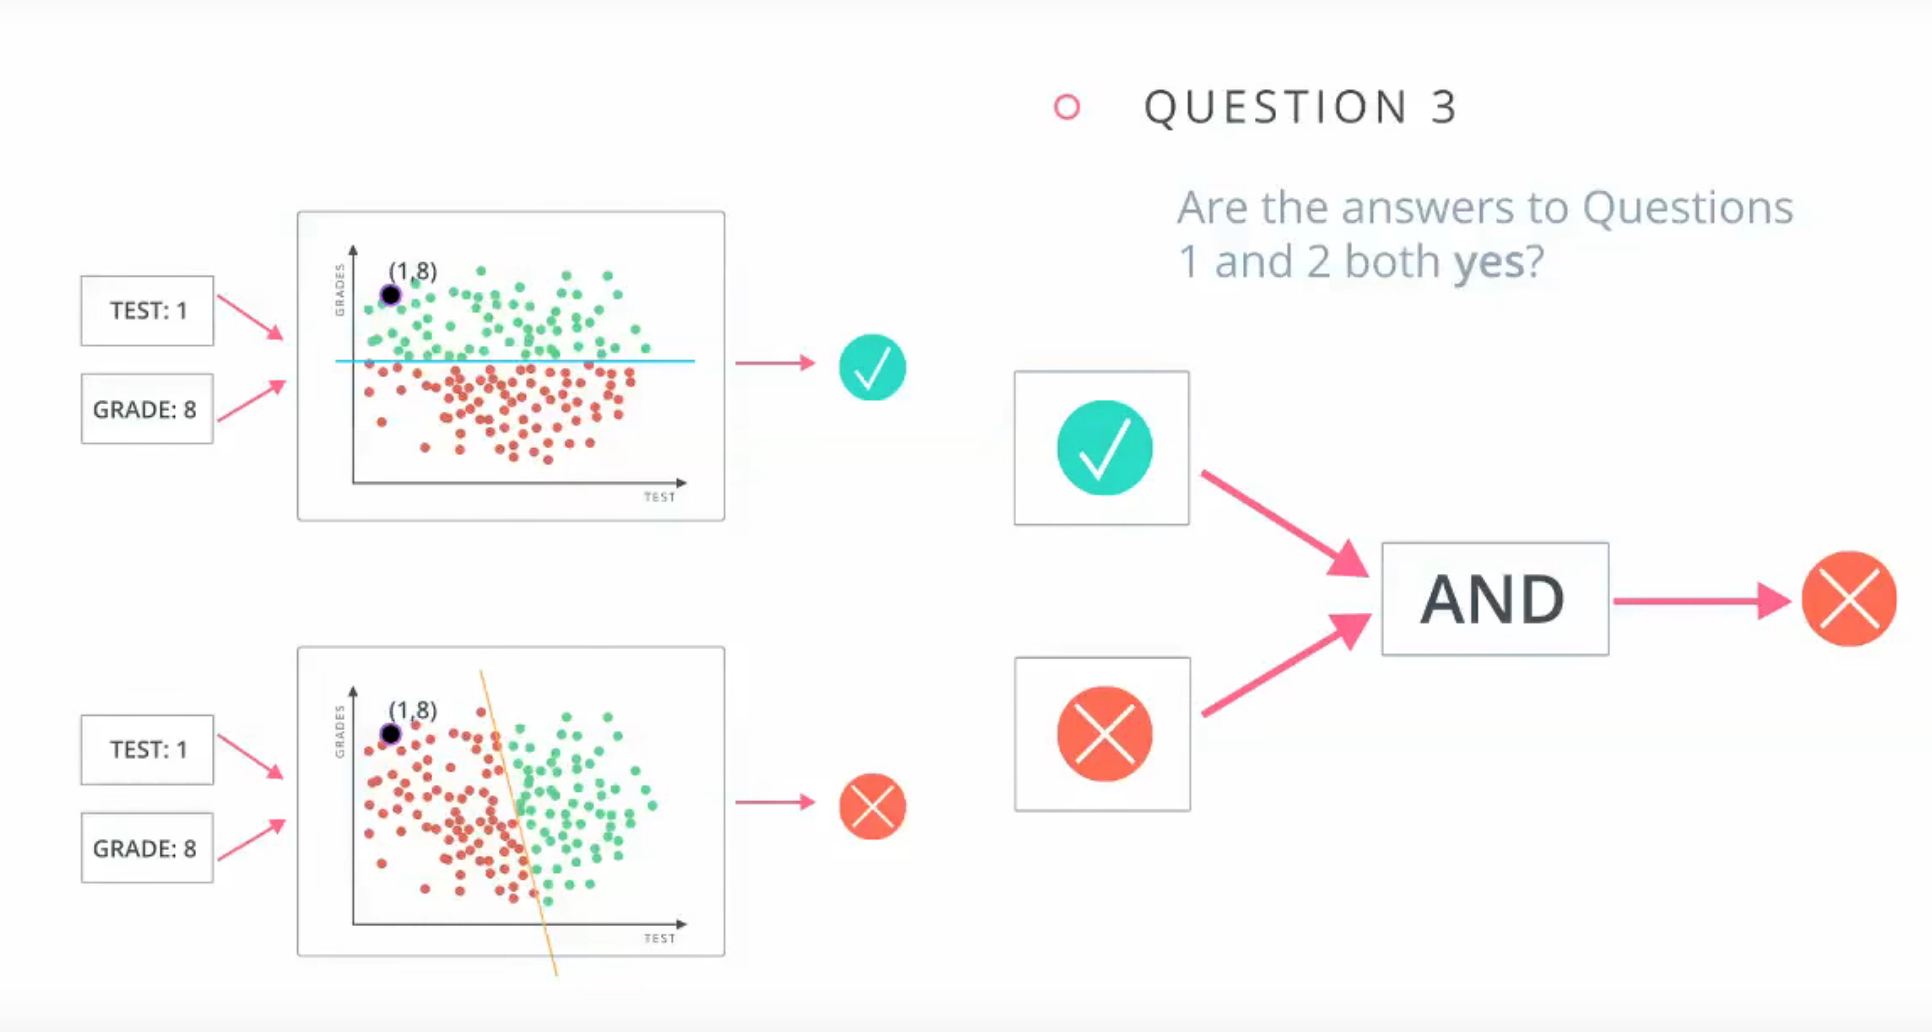 QUESTION 3
Are the answers to Questions
1 and 2 both yes?
TEST: 1
GRADE: 8
GRADES
(1,8)
TEST
TEST: 1
GRADE: 8
GRADES
(1,8)
TEST
AND